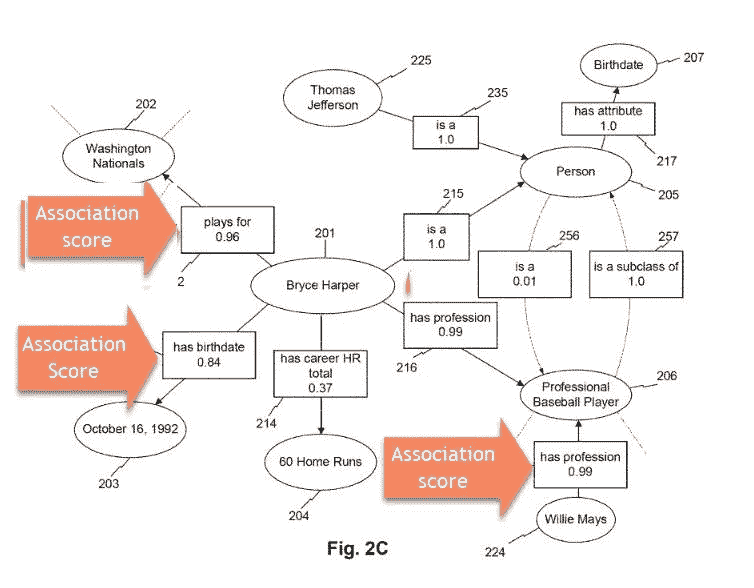 225
Thomas
Jefferson
Birthdate
207
235
202
is a
1.0
has attribute
1.0
217
Washington
Nationals
Person
205
Association
score
plays for
0.96
2
215
is a
1.0
201
Bryce Harper
256
is a
0.01
257
is a subclass of
1.0
has profession
0.99
216
Association
Score
has birthdate
0.84
has career HR
total
0.37
214
Professional
Baseball Player
206
October 16, 1992
203
60 Home Runs
204
Association
score
has profession
0.99
Willie Mays
224
Fig. 2C